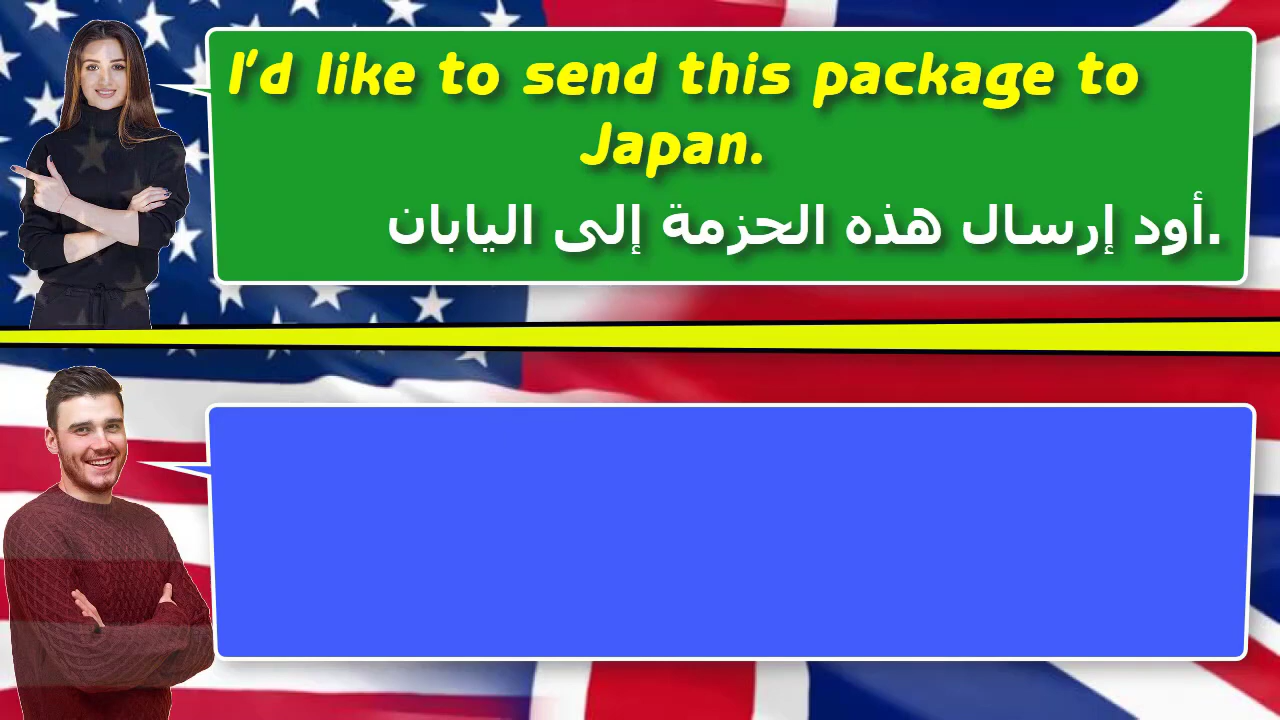 I'd like to send this package to
Japan.
أود إرسال هذه الحزمة إلى اليابان.